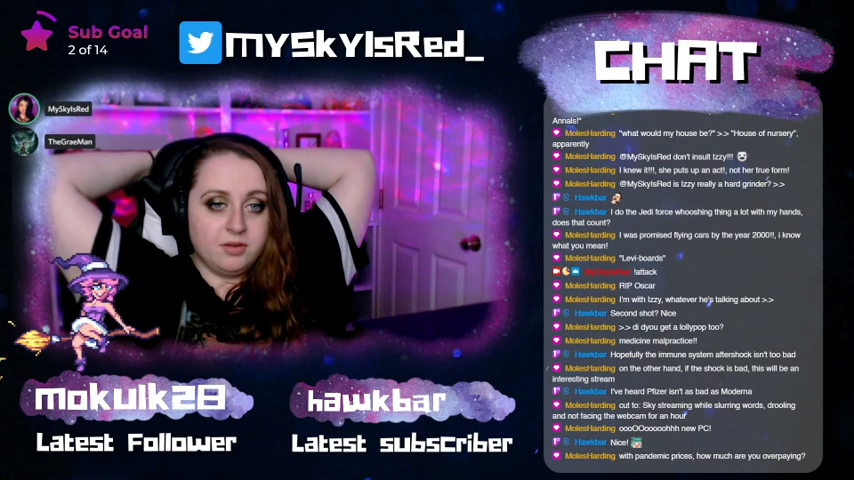 Sub Goal
2 of 14
MySkyIsRed_
CHAT
MySkyIsRed
TheGraeMan
Annals!"
MolesHarding "what would my house be?" >.> "House of nursery",
apparently
MolesHarding @MySkyIsRed don't insult Izzy!!!
MolesHarding I knew it!!!, she puts up an act!, not her true form!
MolesHarding @MySkyIsRed is Izzy really a hard grinder? >.>
Hawkbar
Hawkbar I do the Jedi force whooshing thing a lot with my hands,
does that count?
MolesHarding I was promised flying cars by the year 2000!!, i know
what you mean!
MolesHarding "Levi-boards"
!attack
MolesHarding RIP Oscar
MolesHarding I'm with Izzy, whatever he's talking about >.>
Hawkbar Second shot? Nice
MolesHarding >.> di dyou get a lollypop too?
MolesHarding medicine malpractice!!
Hawkbar Hopefully the immune system aftershock isn't too bad
MolesHarding on the other hand, if the shock is bad, this will be an
interesting stream
Hawkbar I've heard Pfizer isn't as bad as Moderna
MolesHarding cut to: Sky streaming while slurring words, drooling
and not facing the webcam for an hour
MolesHarding oooOOooooohhh new PC!
Hawkbar Nice!
MolesHarding with pandemic prices, how much are you overpaying?
mokulk28
Latest Follower
hawkbar
Latest subscriber